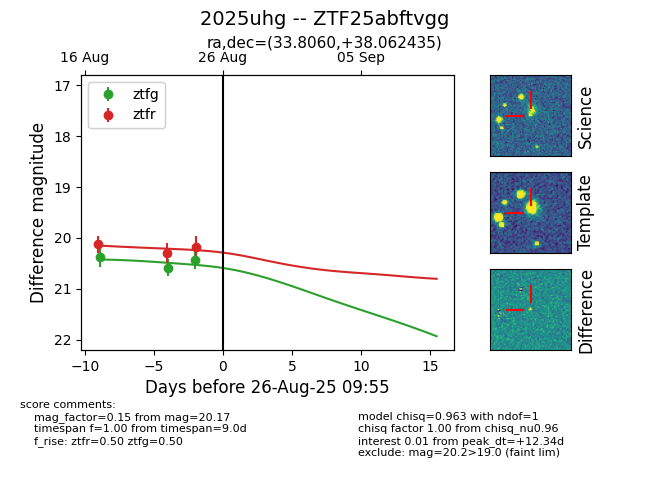 2025uhg -- ZTF25abftvgg
ra,dec=(33.8060,+38.062435)
16 Aug 26 Aug 05 Sep
ztfg
ztfr
17
18
19
20
21
22
Difference magnitude
−10 −5 0 5 10 15
Days before 26-Aug-25 09:55
Science
Template
Difference
score comments:
mag_factor=0.15 from mag=20.17
timespan f=1.00 from timespan=9.0d
f_rise: ztfr=0.50 ztfg=0.50
model chisq=0.963 with ndof=1
chisq factor 1.00 from chisq_nu0.96
interest 0.01 from peak_dt=+12.34d
exclude: mag=20.2>19.0 (faint lim)